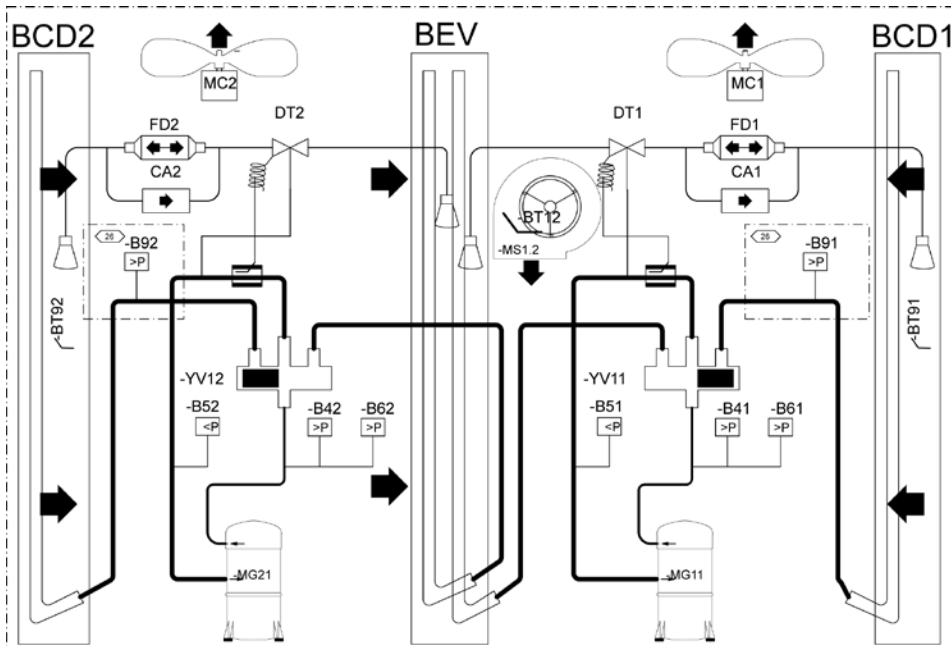 BCD2
BEV
BCD1
MC2
MC1
DT2
DT1
FD2
FD1
CA2
CA1
26
-B92
>P
-BT12
-MS1.2
26
-B91
>P
-BT92
-BT91
-YV12
-YV11
-B52
<P
-B42
>P
-B62
>P
-B51
<P
-B41
>P
-B61
>P
-MG21
-MG11